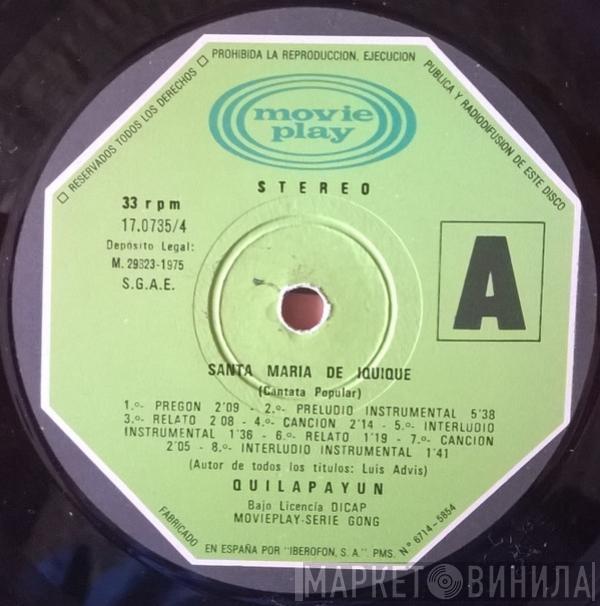 □ RESERVADOS TODOS LOS DERECHOS □ PROHIBIDA LA REPRODUCCION, EJECUCION PUBLICA Y RADIODIFUSION DE ESTE DISCO
movie
play
STEREO
33 rpm
17.0735/4
Depósito Legal:
M. 29823-1975
S.G.A.E.
A
SANTA MARIA DE IQUIQUE
(Cantata Popular)
1.º- PREGON 2'09 - 2.º- PRELUDIO INSTRUMENTAL 5'38
3.º- RELATO 2'08 - 4.º- CANCION 2'14 - 5.º- INTERLUDIO
INSTRUMENTAL 1'36 - 6.º- RELATO 1'19 - 7.º- CANCION
2'05 - 8.º- INTERLUDIO INSTRUMENTAL 1'41
(Autor de todos los títulos: Luis Advis)
QUILAPAYUN
Bajo Licencia DICAP
MOVIEPLAY-SERIE GONG
FABRICADO EN ESPAÑA POR "IBEROFON, S.A." PMS. Nº 6714-5854
МАРКЕТ ВИНИЛА